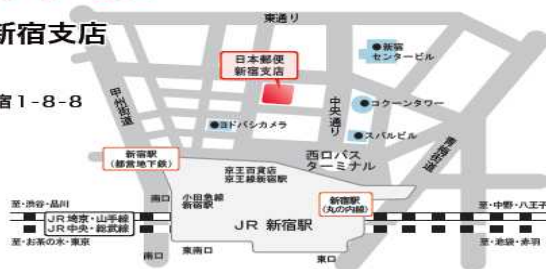 新宿支店
宿1-8-8
東通り
●新宿
センタービル
日本郵便
新宿支店
甲州街道
中央通り
●コクーンタワー
●ヨドバシカメラ
●スバルビル
青梅街道
新宿駅
(都営地下鉄)
西口バス
ターミナル
京王百貨店
京王線新宿駅
南口
小田急線
新宿駅
新宿駅
(丸の内線)
至・渋谷・品川
至・中野・八王子
JR 埼京・山手線
JR 中央・総武線
JR 新宿駅
至・お茶の水・東京
至・池袋・赤羽
南口
東南口
東口